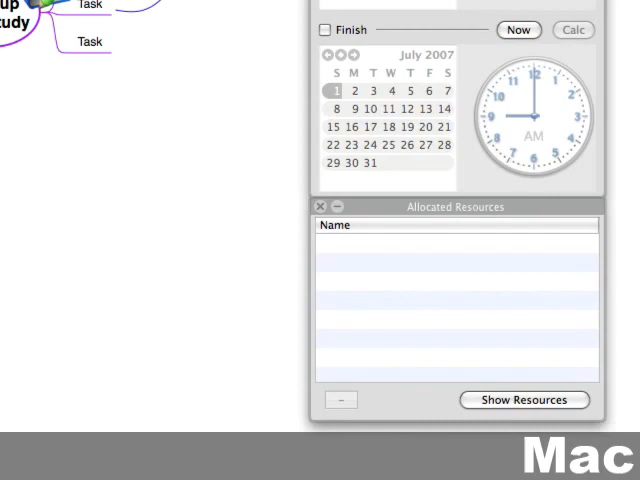 up
tudy
Task
Task
Finish
Now
Calc
July 2007
S M T W T F S
1 2 3 4 5 6 7
8 9 10 11 12 13 14
15 16 17 18 19 20 21
22 23 24 25 26 27 28
29 30 31
12
1
2
3
4
5
6
7
8
9
10
11
AM
Allocated Resources
Name
Show Resources
Mac